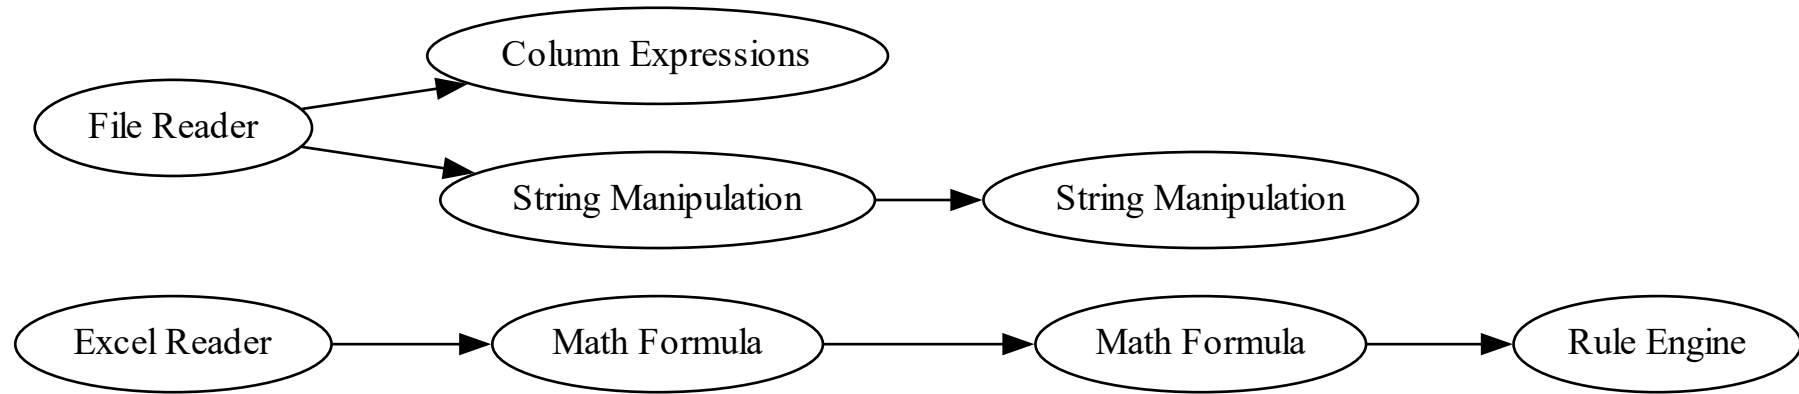 Column Expressions
File Reader
String Manipulation
String Manipulation
Excel Reader
Math Formula
Math Formula
Rule Engine